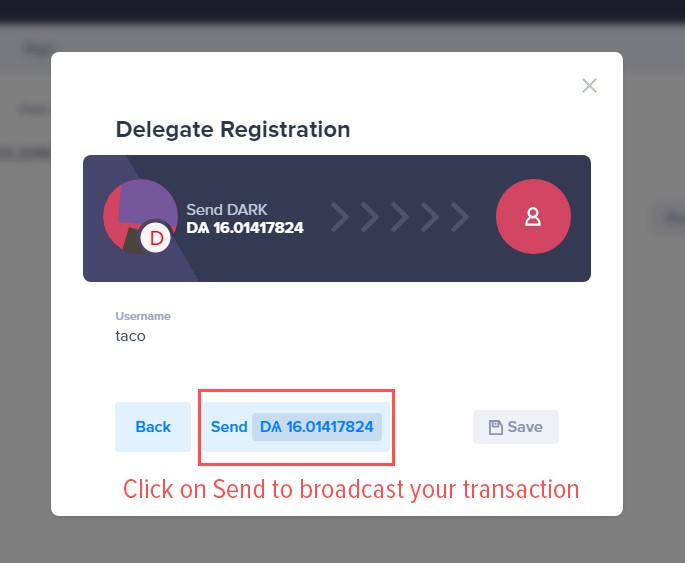 Delegate Registration
Send DARK
DѦ 16.01417824
D
Username
taco
Back
Send DѦ 16.01417824
Save
Click on Send to broadcast your transaction